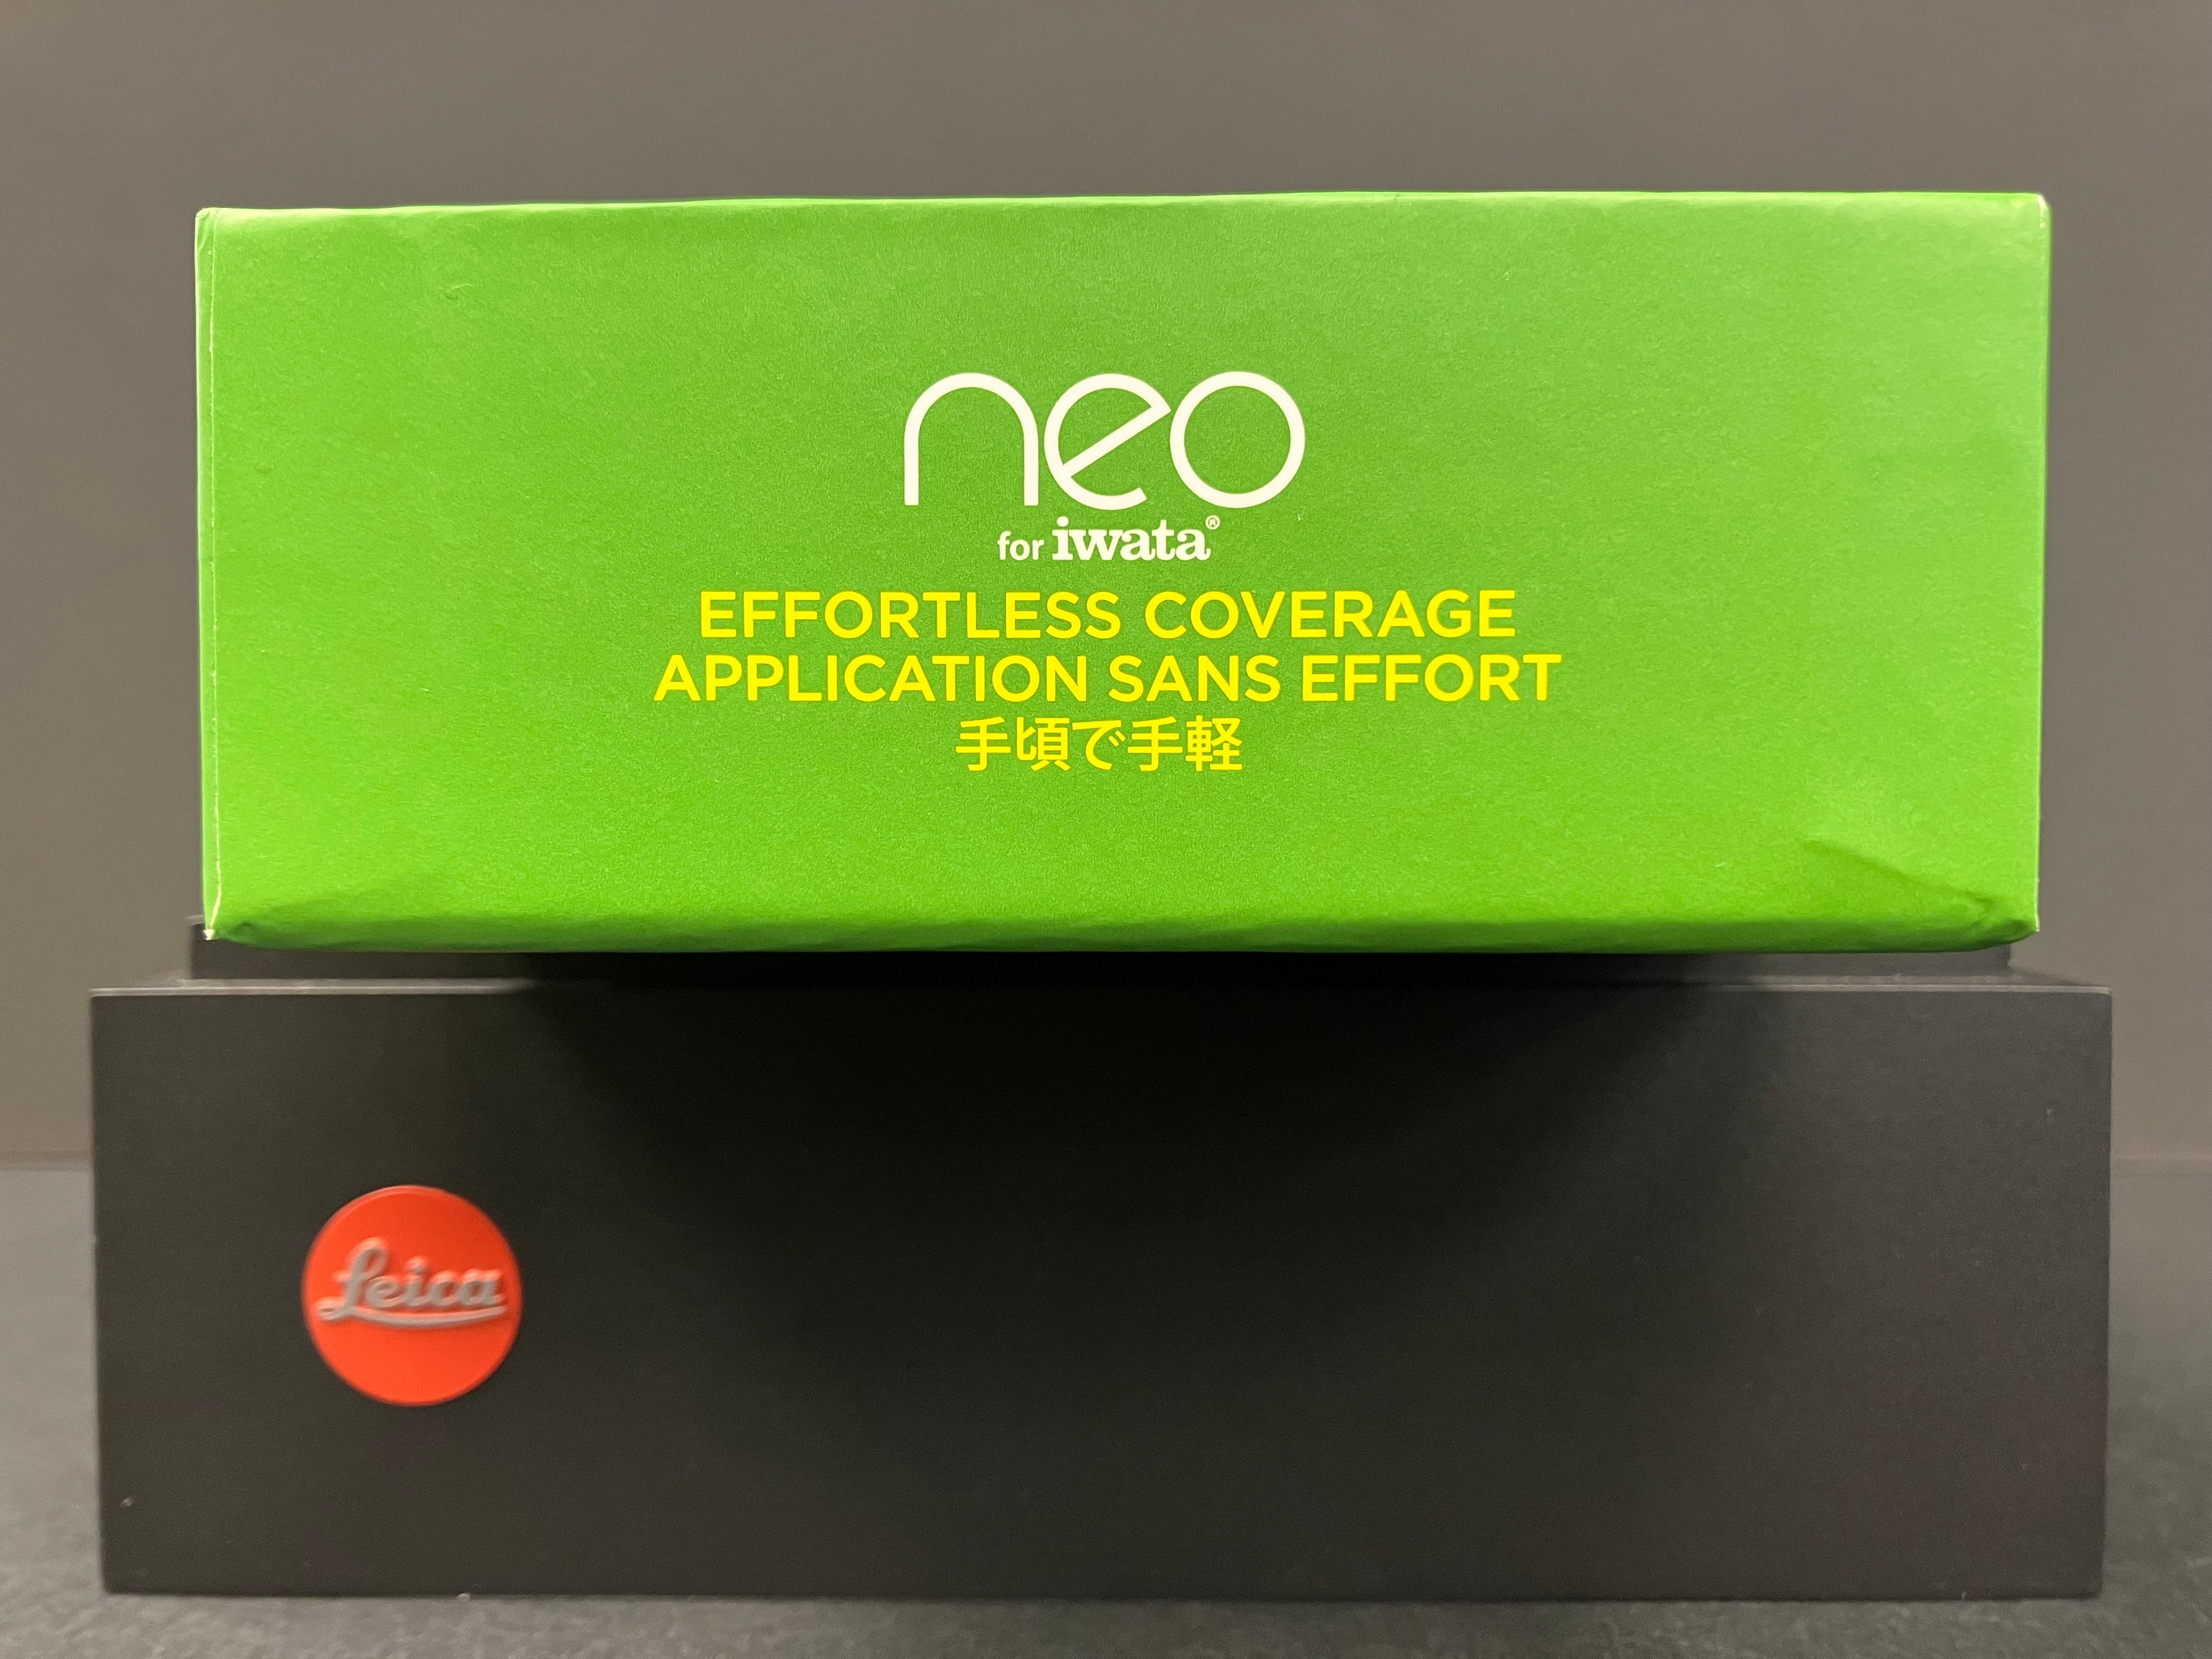 neo
for iwata®
EFFORTLESS COVERAGE
APPLICATION SANS EFFORT
手頃で手軽
Leica